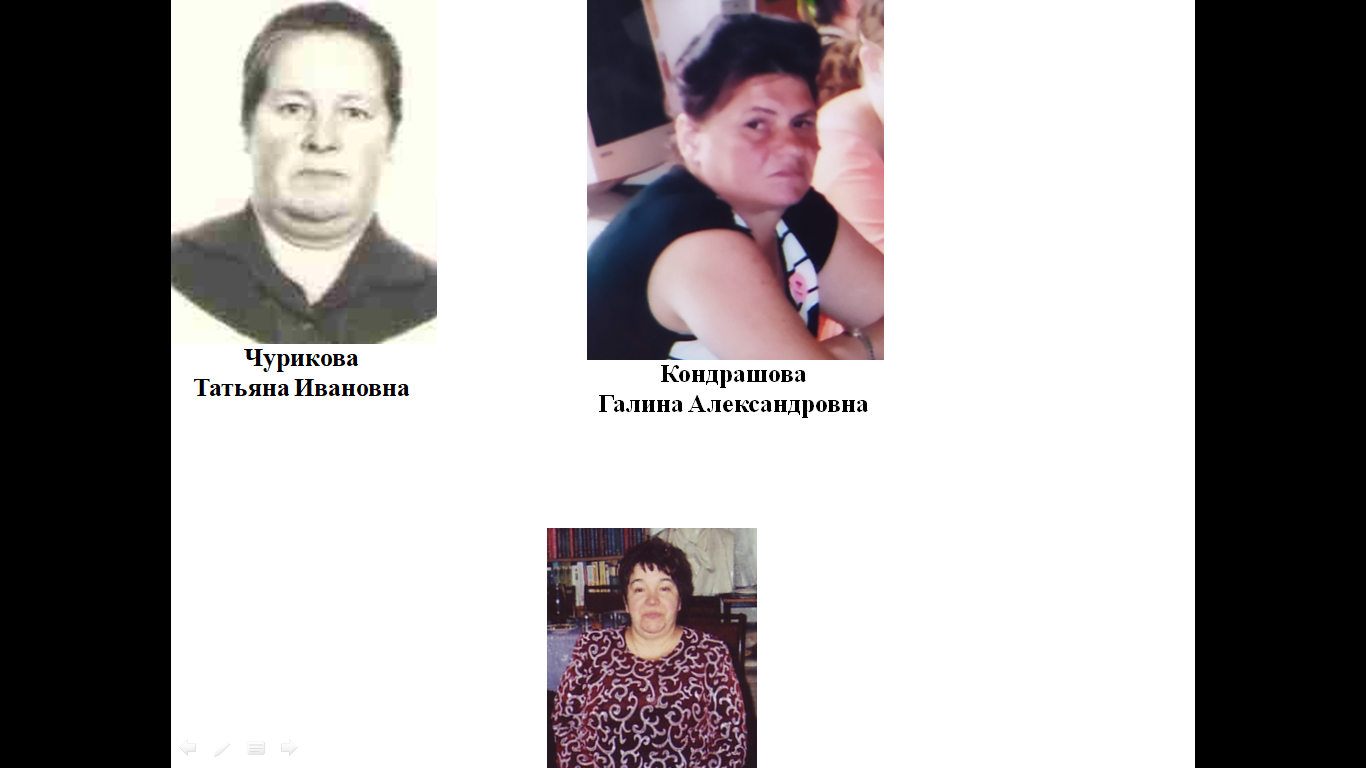 Чурикова
Татьяна Ивановна
Кондрашова
Галина Александровна